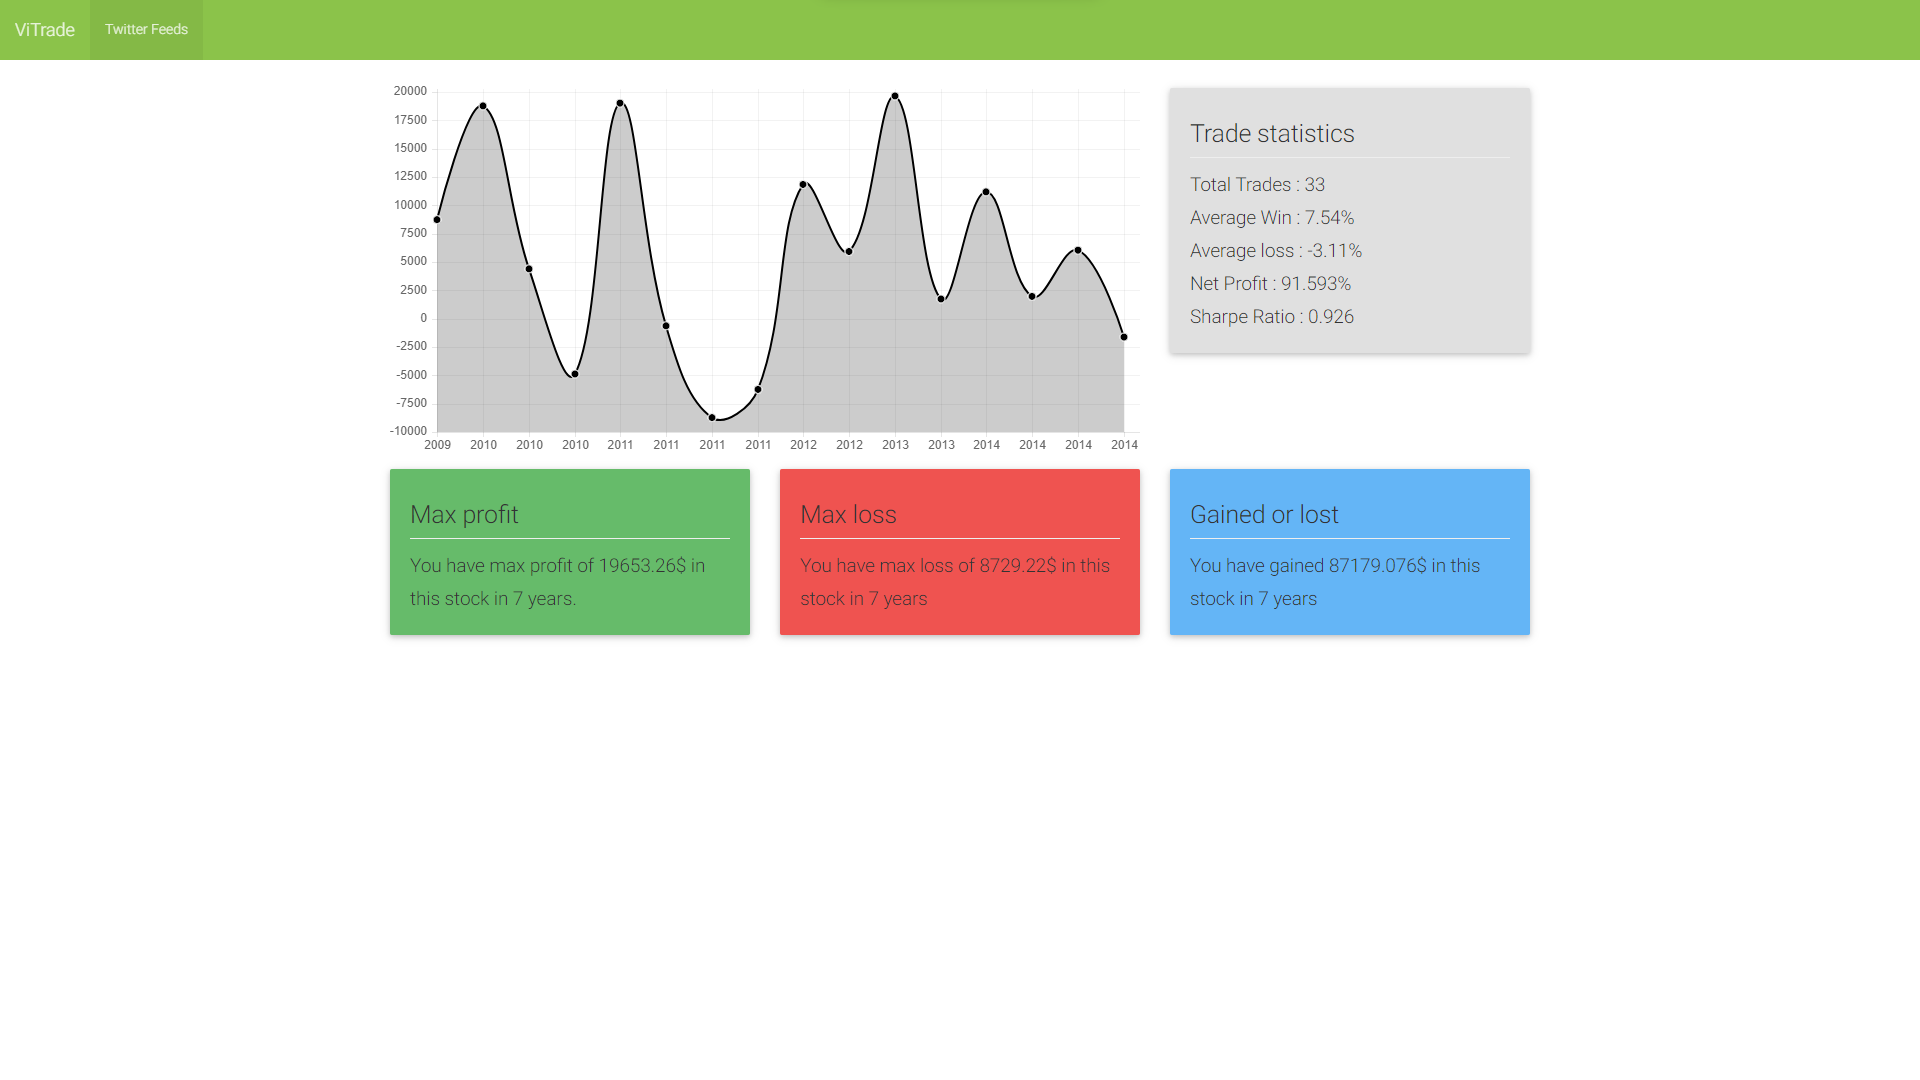 ViTrade Twitter Feeds
20000
17500
15000
12500
10000
7500
5000
2500
0
-2500
-5000
-7500
-10000
2009 2010 2010 2010 2011 2011 2011 2011 2012 2012 2013 2013 2014 2014 2014 2014
Trade statistics
Total Trades : 33
Average Win : 7.54%
Average loss : -3.11%
Net Profit : 91.593%
Sharpe Ratio : 0.926
Max profit
You have max profit of 19653.26$ in
this stock in 7 years.
Max loss
You have max loss of 8729.22$ in this
stock in 7 years
Gained or lost
You have gained 87179.076$ in this
stock in 7 years